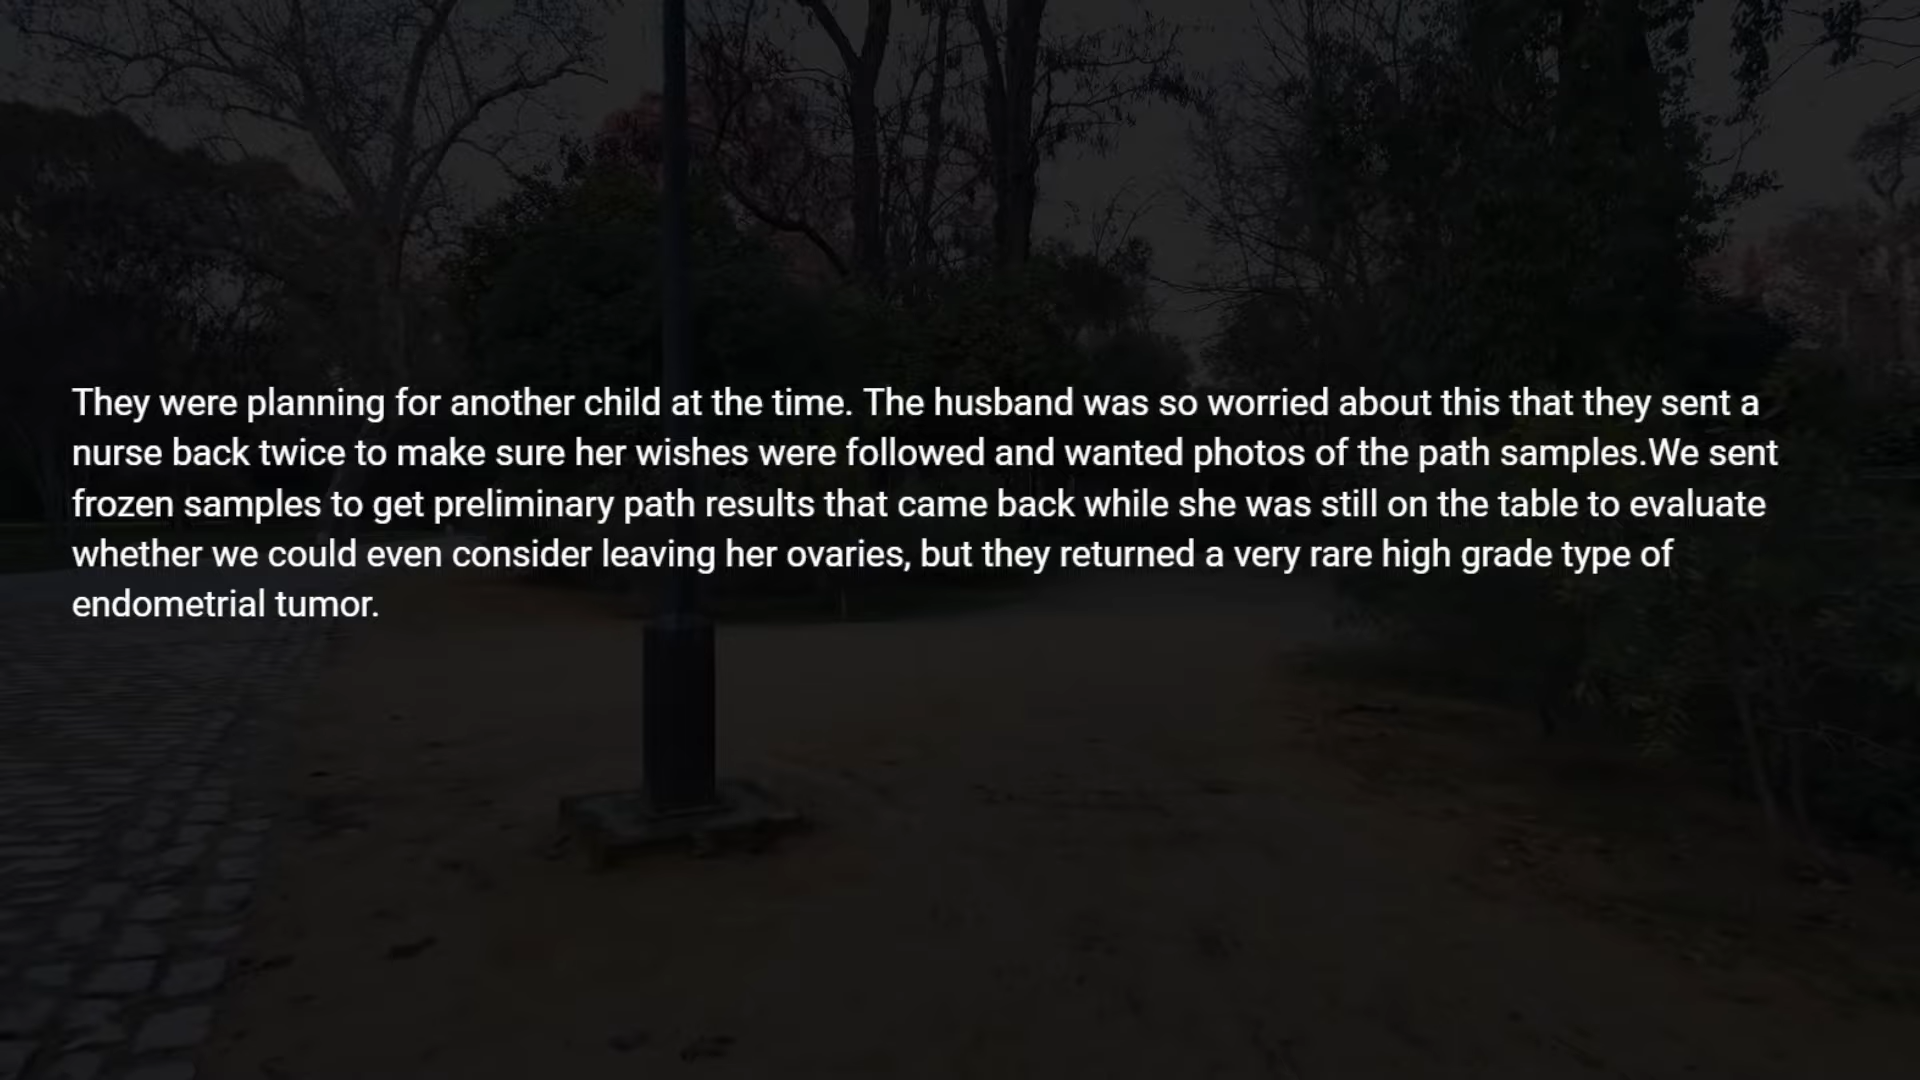 They were planning for another child at the time. The husband was so worried about this that they sent a
nurse back twice to make sure her wishes were followed and wanted photos of the path samples.We sent
frozen samples to get preliminary path results that came back while she was still on the table to evaluate
whether we could even consider leaving her ovaries, but they returned a very rare high grade type of
endometrial tumor.